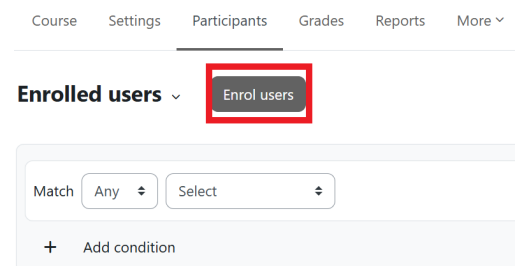 Course Settings Participants Grades Reports More
Enrolled users Enrol users
Match Any Select
+ Add condition